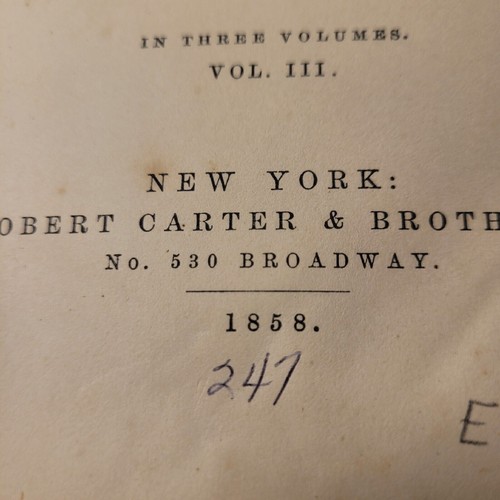 IN THREE VOLUMES.
VOL. III.
NEW YORK:
OBERT CARTER & BROTH
No. 530 BROADWAY.
1858.
247
E